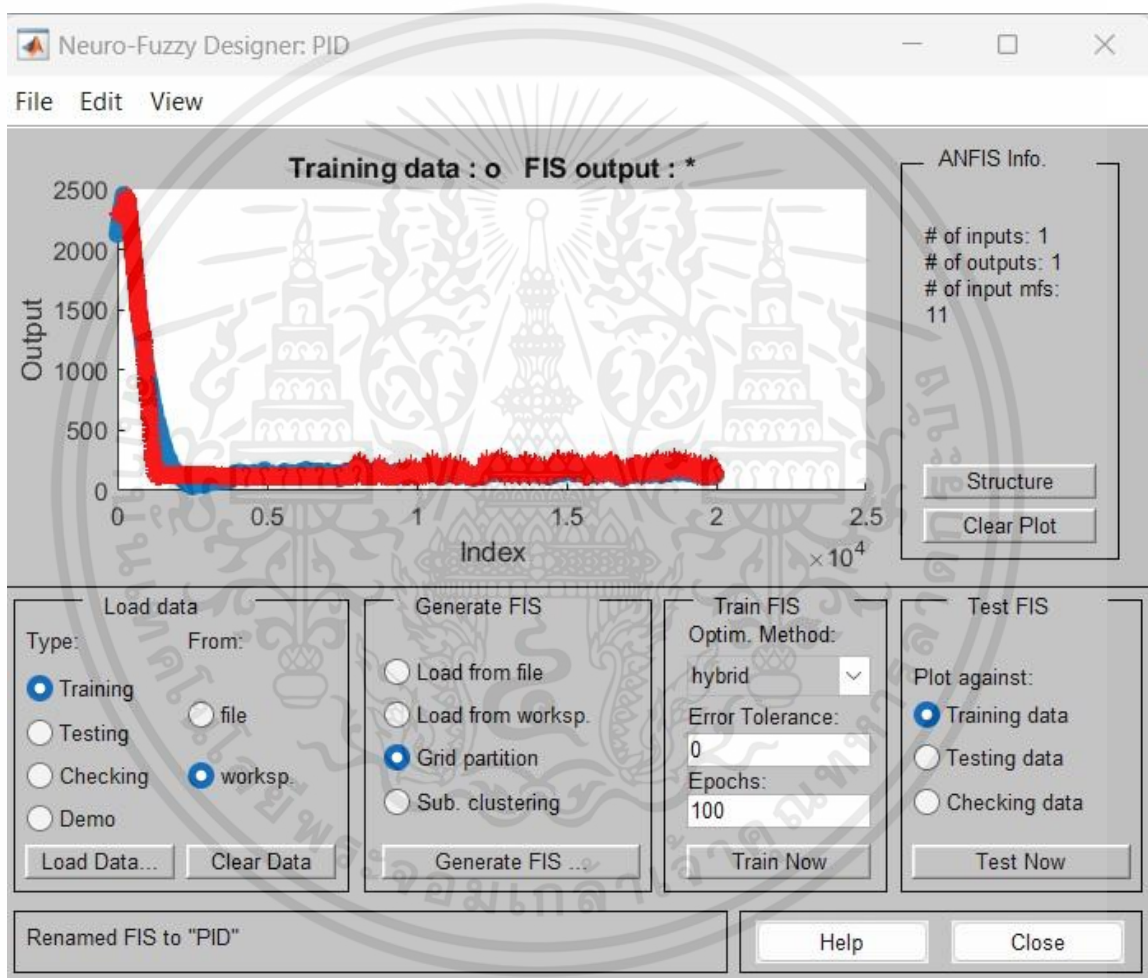 Neuro-Fuzzy Designer: PID
File Edit View
Training data : o FIS output : *
2500
2000
1500
1000
500
0
Output
0 0.5 1 1.5 2 2.5
Index
×10^4
ANFIS Info.
# of inputs: 1
# of outputs: 1
# of input mfs:
11
Structure
Clear Plot
Load data
Type: From:
Training
file
Testing
Checking
worksp.
Demo
Load Data... Clear Data
Generate FIS
Load from file
Load from worksp.
Grid partition
Sub. clustering
Generate FIS ...
Train FIS
Optim. Method:
hybrid
Error Tolerance:
0
Epochs:
100
Train Now
Test FIS
Plot against:
Training data
Testing data
Checking data
Test Now
Renamed FIS to "PID"
Help Close